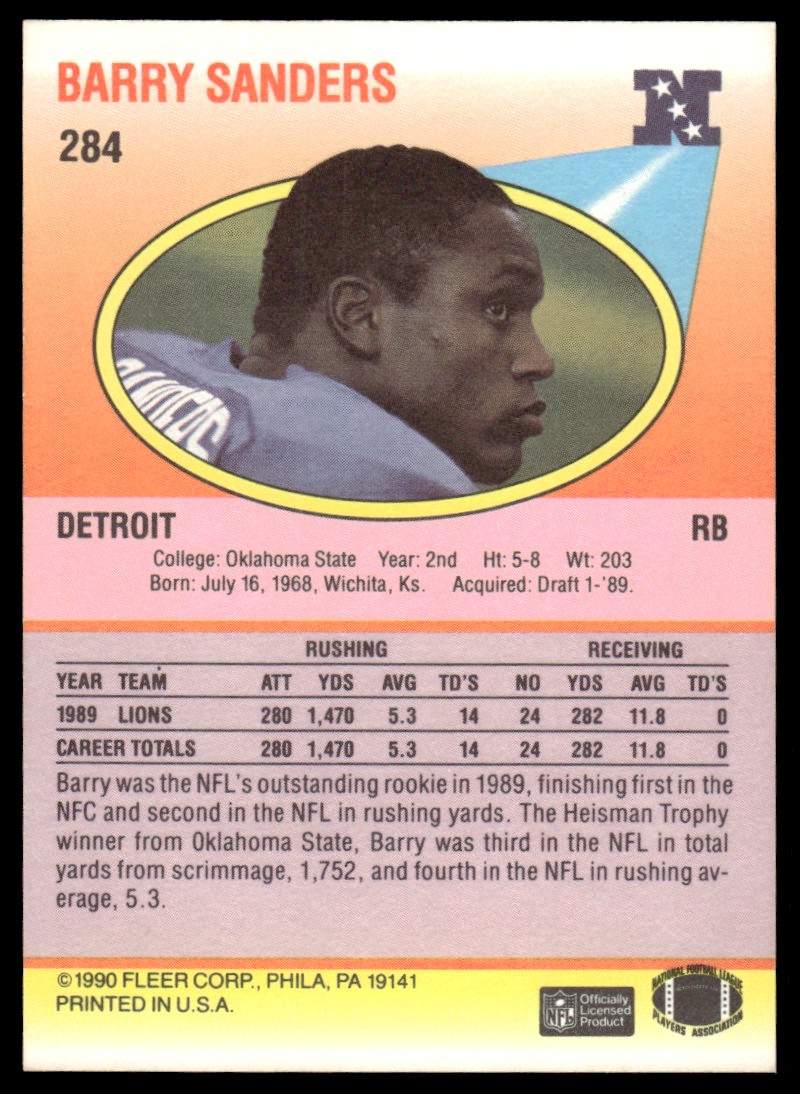 BARRY SANDERS
284
N
SANDERS
DETROIT RB
College: Oklahoma State Year: 2nd Ht: 5-8 Wt: 203
Born: July 16, 1968, Wichita, Ks. Acquired: Draft 1-'89.
RUSHING RECEIVING
YEAR TEAM ATT YDS AVG TD'S NO YDS AVG TD'S
1989 LIONS 280 1,470 5.3 14 24 282 11.8 0
CAREER TOTALS 280 1,470 5.3 14 24 282 11.8 0
Barry was the NFL's outstanding rookie in 1989, finishing first in the
NFC and second in the NFL in rushing yards. The Heisman Trophy
winner from Oklahoma State, Barry was third in the NFL in total
yards from scrimmage, 1,752, and fourth in the NFL in rushing av-
erage, 5.3.
©1990 FLEER CORP., PHILA, PA 19141
PRINTED IN U.S.A.
NFL
Officially
Licensed
Product
NATIONAL FOOTBALL LEAGUE
PLAYERS ASSOCIATION